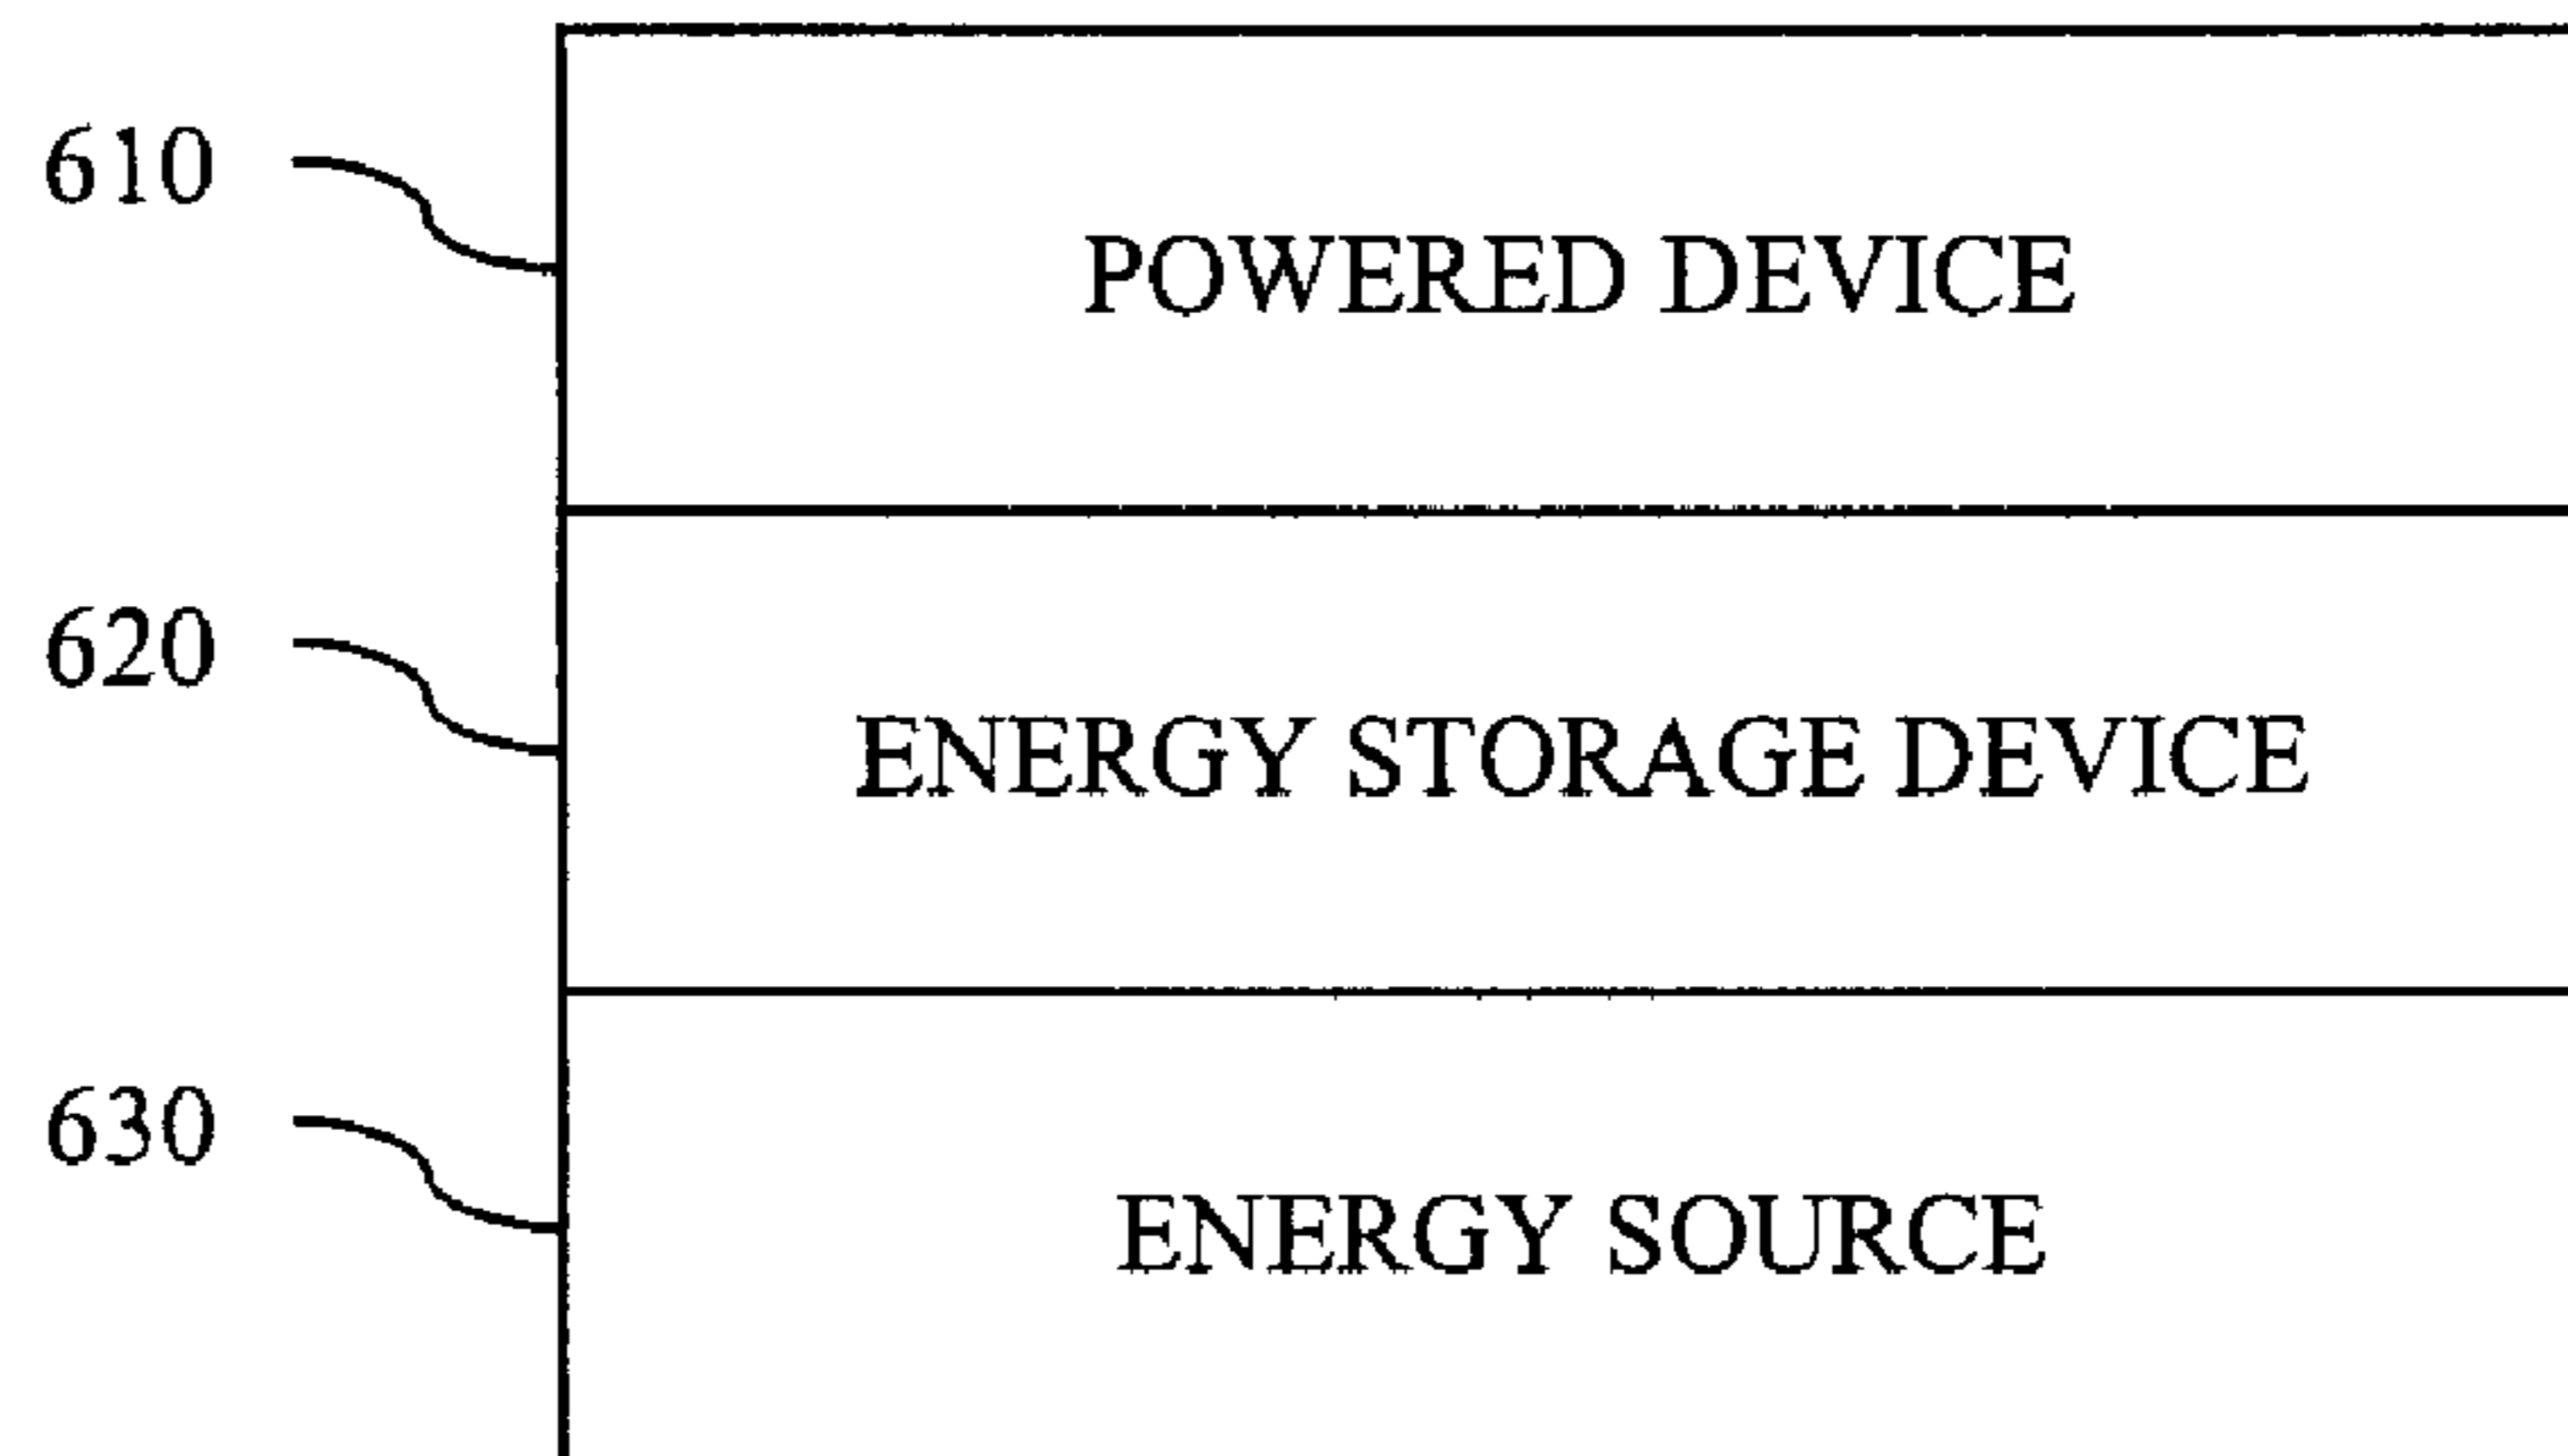 610
POWERED DEVICE
620
ENERGY STORAGE DEVICE
630
ENERGY SOURCE